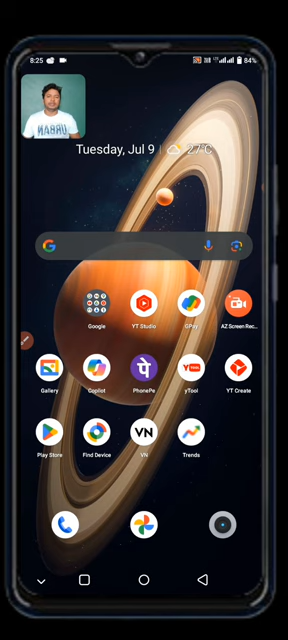 8:25
84%
Tuesday, Jul 9 | 27°C
Google
YT Studio
GPay
AZ Screen Rec...
Gallery
Copilot
PhonePe
yTool
YT Create
Play Store
Find Device
VN
VN
Trends